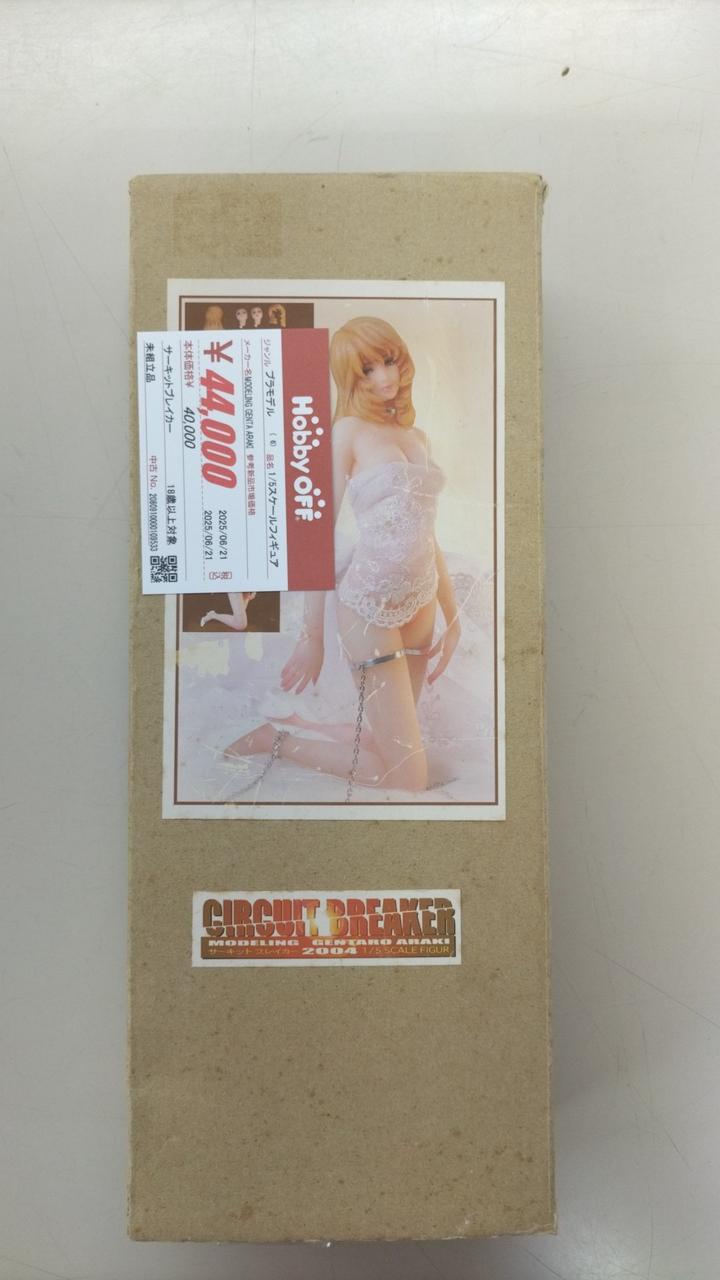 Hobby OFF
ジャンル プラモデル （ 6） 品名 1/5スケールフィギュア
メーカー名 MODELING GENTA ARAKI 参考新品市場価格
¥ 44,000 2025/06/21 税込
本体価格¥ 40,000 2025/06/21
サーキットブレイカー 18歳以上対象
未組立品 中古 No. 2060910000109533
CIRCUIT BREAKER
MODELING GENTARO ARAKI
サーキット ブレイカー 2004 1/5 SCALE FIGUR